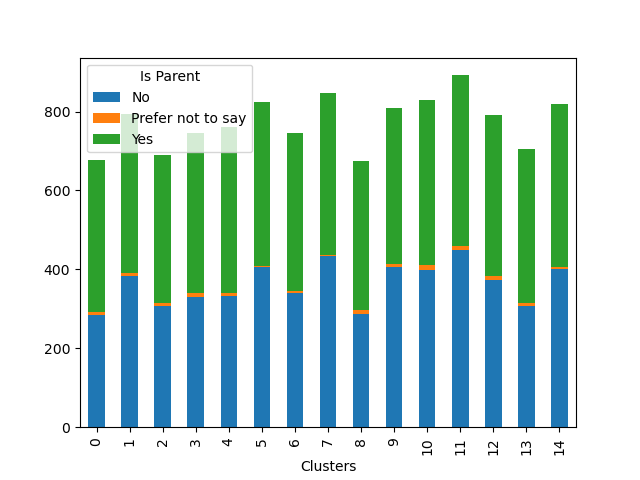 Is Parent
No
Prefer not to say
Yes
800
600
400
200
0
0 1 2 3 4 5 6 7 8 9 10 11 12 13 14
Clusters